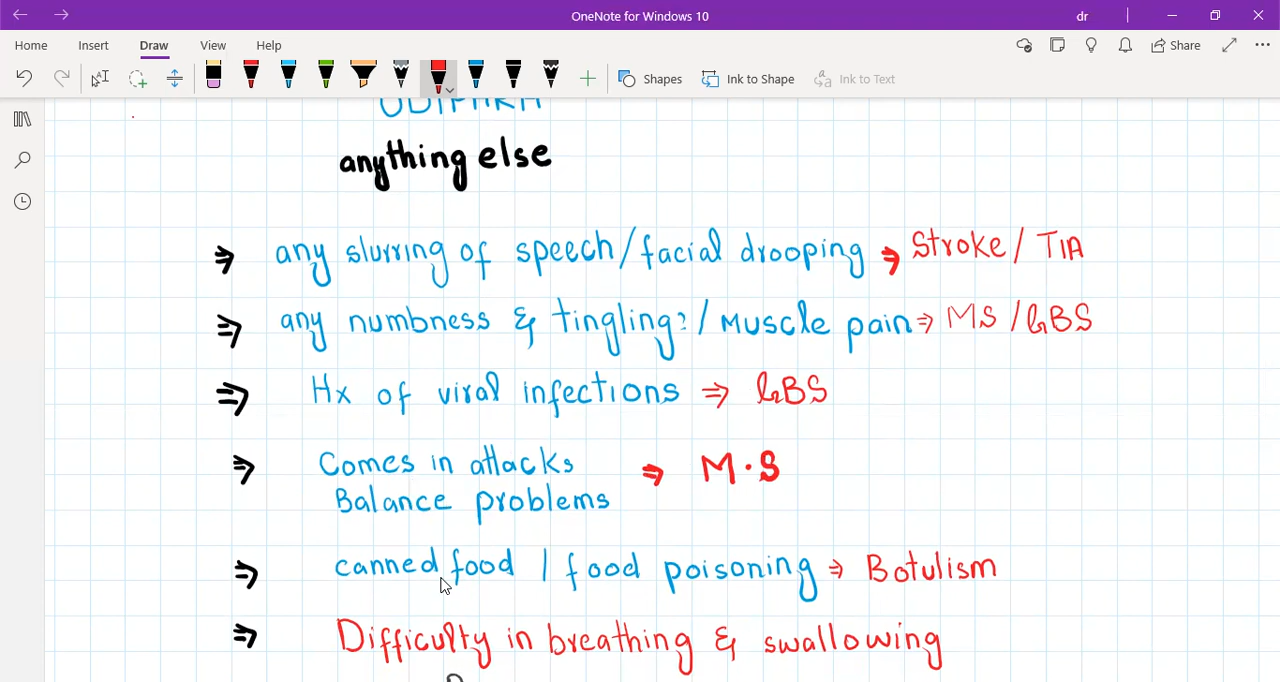 OneNote for Windows 10
dr
Home Insert Draw View Help
Share
Shapes
Ink to Shape
Ink to Text
anything else
⇒ any slurring of speech/facial drooping ⇒ Stroke / TIA
⇒ any numbness & tingling? / Muscle pain ⇒ MS / GBS
⇒ Hx of viral infections ⇒ GBS
⇒ Comes in attacks ⇒ M.S
Balance problems
⇒ canned food / food poisoning ⇒ Botulism
⇒ Difficulty in breathing & swallowing